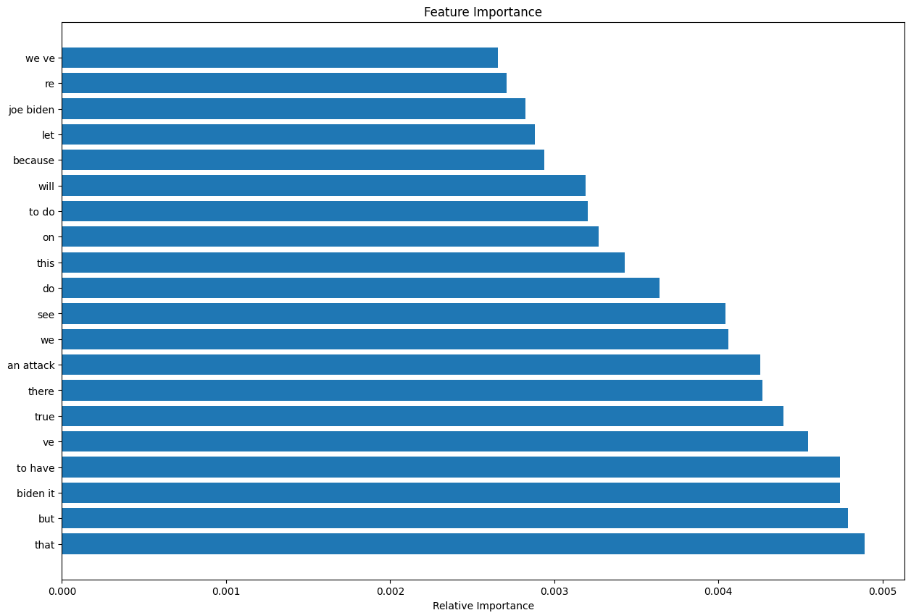 Feature Importance
we ve
re
joe biden
let
because
will
to do
on
this
do
see
we
an attack
there
true
ve
to have
biden it
but
that
0.000 0.001 0.002 0.003 0.004 0.005
Relative Importance